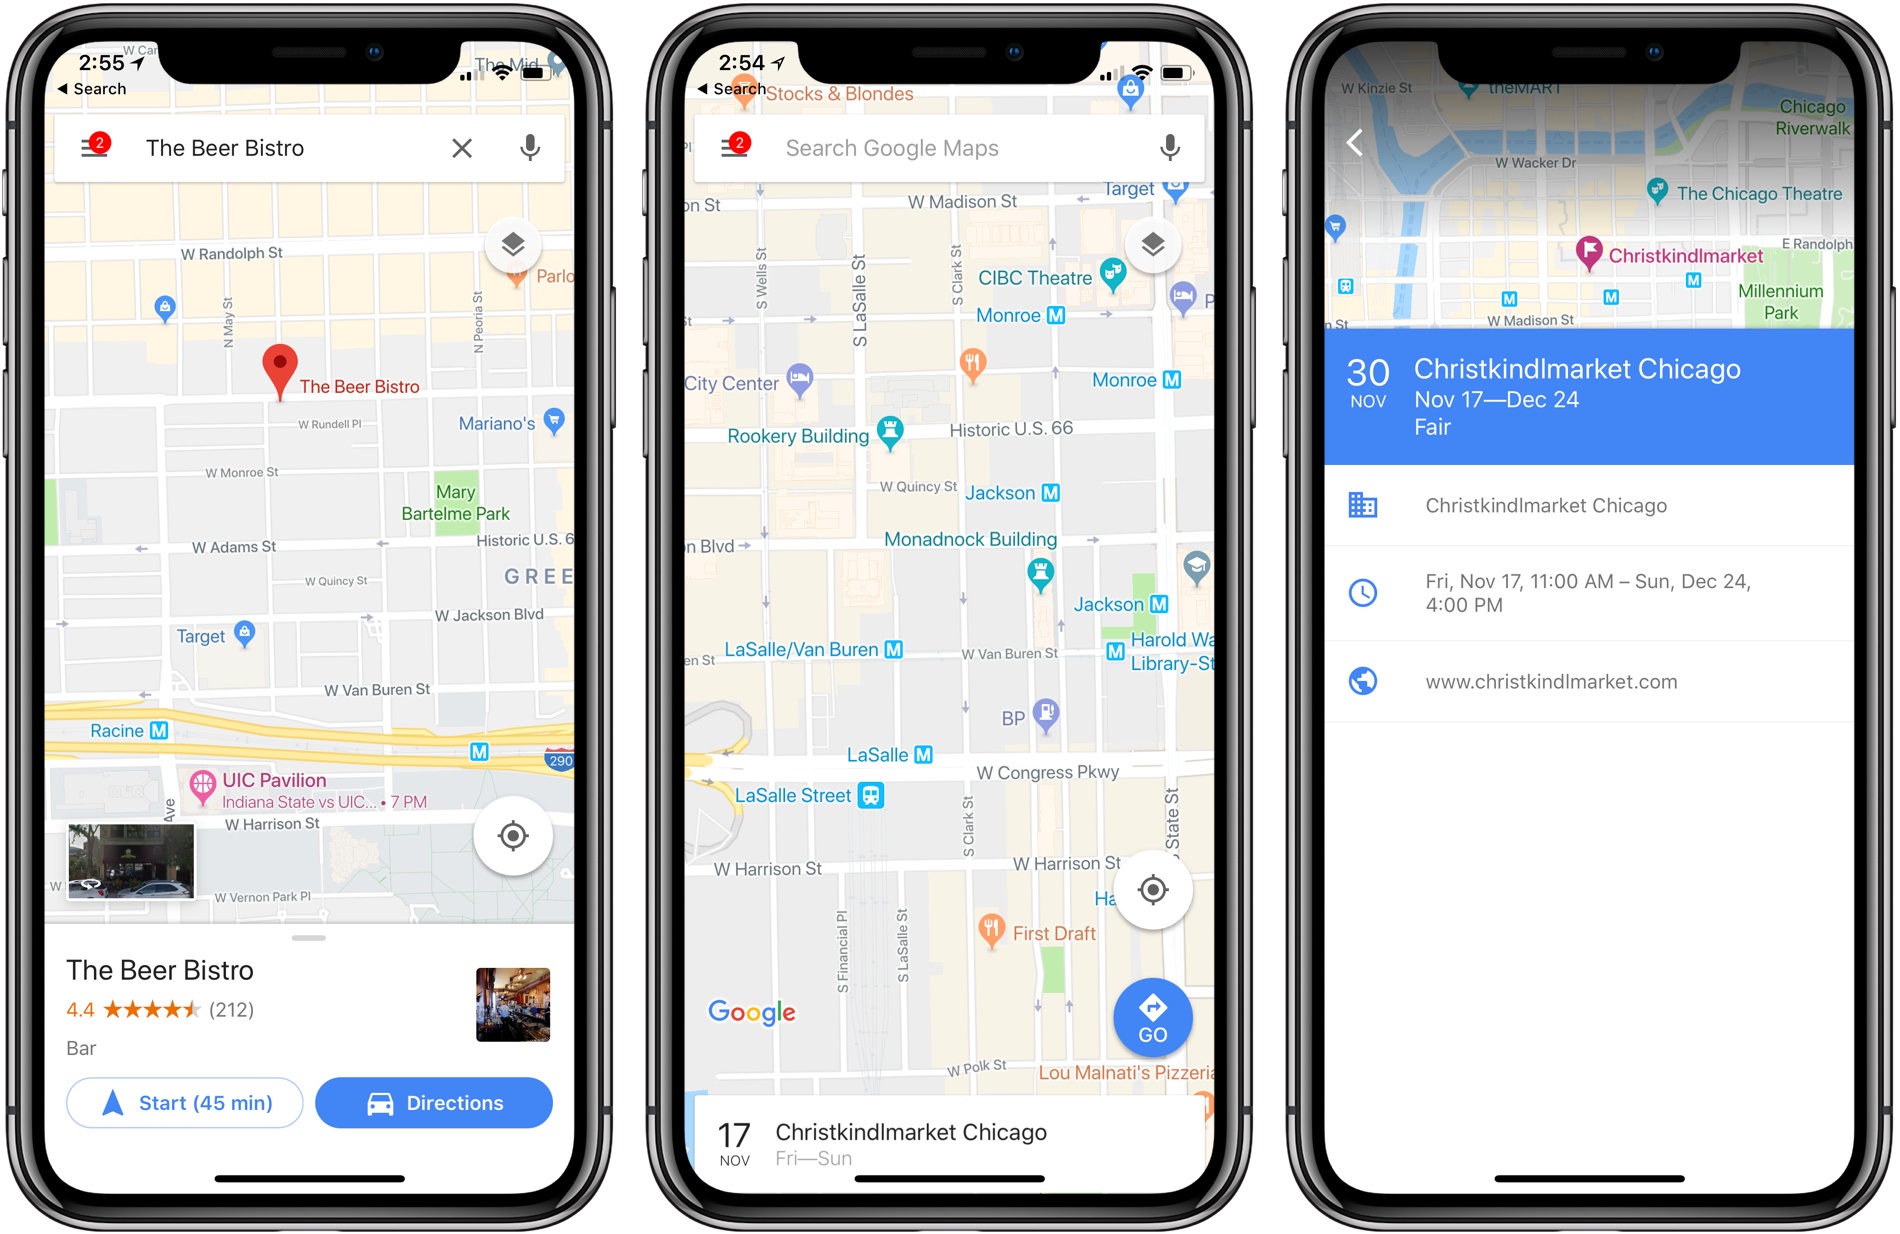 W Car
The Mid
2:55
Search
2
The Beer Bistro
W Randolph St
Parlo
N May St
N Peoria St
The Beer Bistro
W Rundell Pl
Mariano's
W Monroe St
Mary
Bartelme Park
W Adams St
Historic U.S. 6
W Quincy St
GREE
W Jackson Blvd
Target
W Van Buren St
Racine M
M
290
UIC Pavilion
Indiana State vs UIC... • 7 PM
Ave
W Harrison St
W
W Vernon Park Pl
The Beer Bistro
4.4 (212)
Bar
Start (45 min)
Directions
2:54
Search
Stocks & Blondes
2
Search Google Maps
Pl
Target
on St
W Madison St
S Wells St
S LaSalle St
S Clark St
CIBC Theatre
Monroe M
P
St
City Center
Monroe M
Rookery Building
Historic U.S. 66
W Quincy St
Jackson M
Monadnock Building
n Blvd
Jackson M
LaSalle/Van Buren M
en St
W Van Buren St
M Harold Wa
Library-St
BP
LaSalle M
W Congress Pkwy
LaSalle Street
S Clark St
S State St
W Harrison St
W Harrison St
Ha
S Financial Pl
S LaSalle St
First Draft
Google
GO
W Polk St
Lou Malnati's Pizzeria
17
NOV
Christkindlmarket Chicago
Fri—Sun
W Kinzie St
theMART
Chicago
Riverwalk
W Wacker Dr
The Chicago Theatre
E Randolph
Christkindlmarket
M
M
M
Millennium
Park
n St
W Madison St
30
NOV
Christkindlmarket Chicago
Nov 17—Dec 24
Fair
Christkindlmarket Chicago
Fri, Nov 17, 11:00 AM – Sun, Dec 24,
4:00 PM
www.christkindlmarket.com